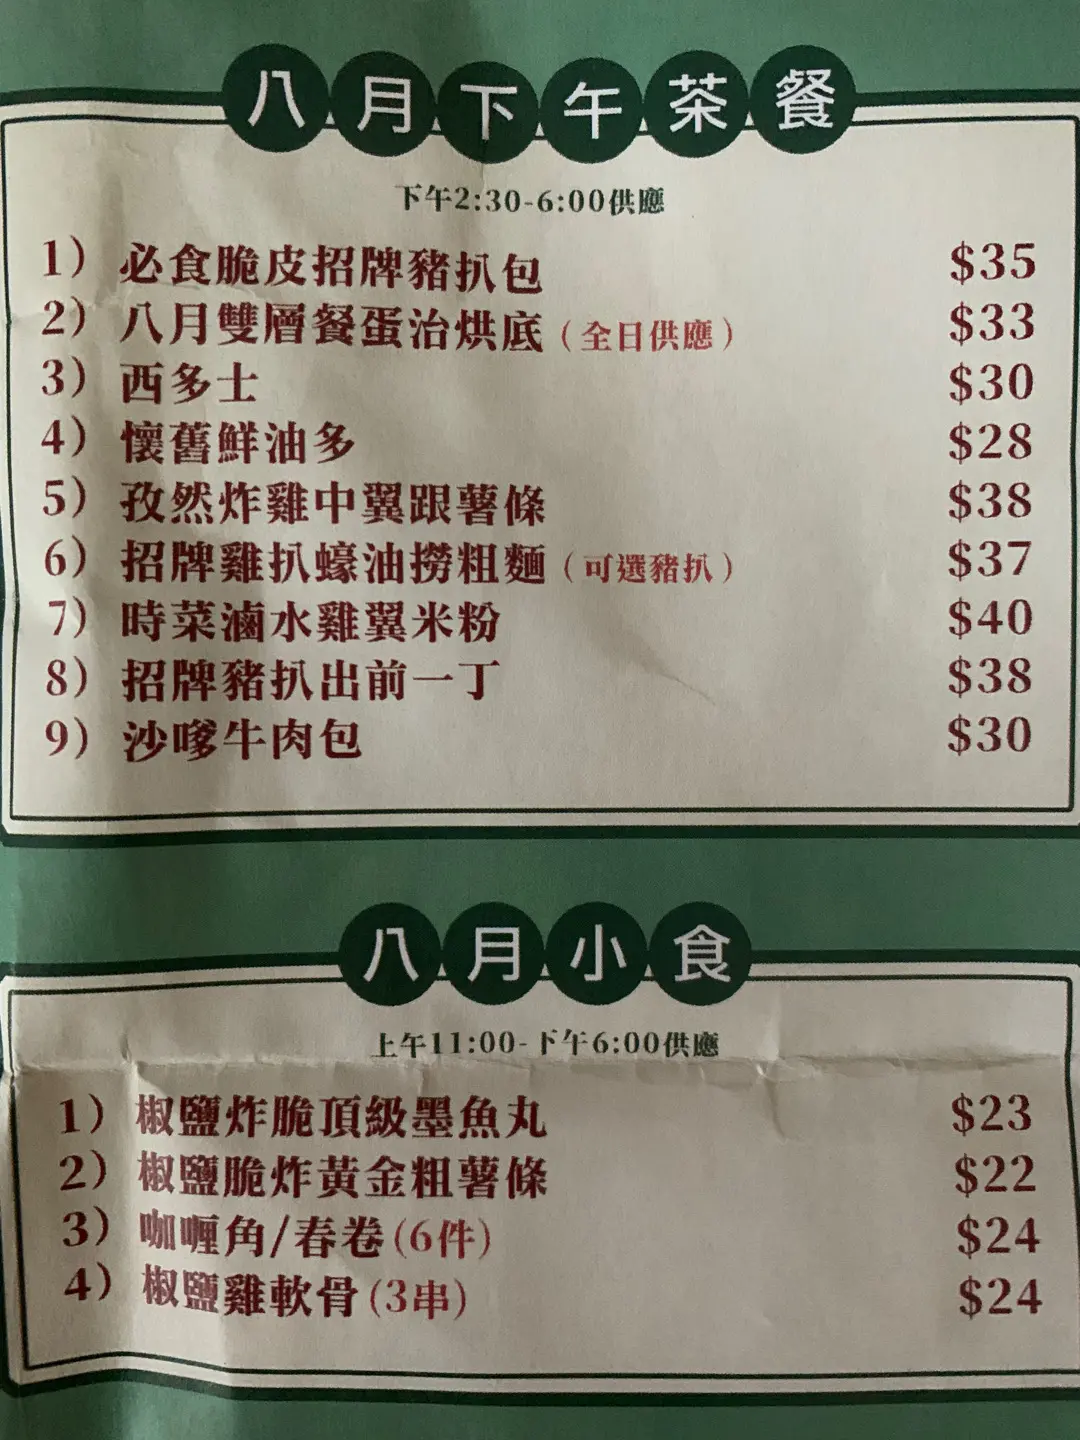 八月下午茶餐
下午2:30-6:00供應
1) 必食脆皮招牌豬扒包 $35
2) 八月雙層餐蛋治烘底（全日供應） $33
3) 西多士 $30
4) 懷舊鮮油多 $28
5) 孜然炸雞中翼跟薯條 $38
6) 招牌雞扒蠔油撈粗麵（可選豬扒） $37
7) 時菜滷水雞翼米粉 $40
8) 招牌豬扒出前一丁 $38
9) 沙嗲牛肉包 $30
八月小食
上午11:00-下午6:00供應
1) 椒鹽炸脆頂級墨魚丸 $23
2) 椒鹽脆炸黃金粗薯條 $22
3) 咖喱角/春卷(6件) $24
4) 椒鹽雞軟骨(3串) $24